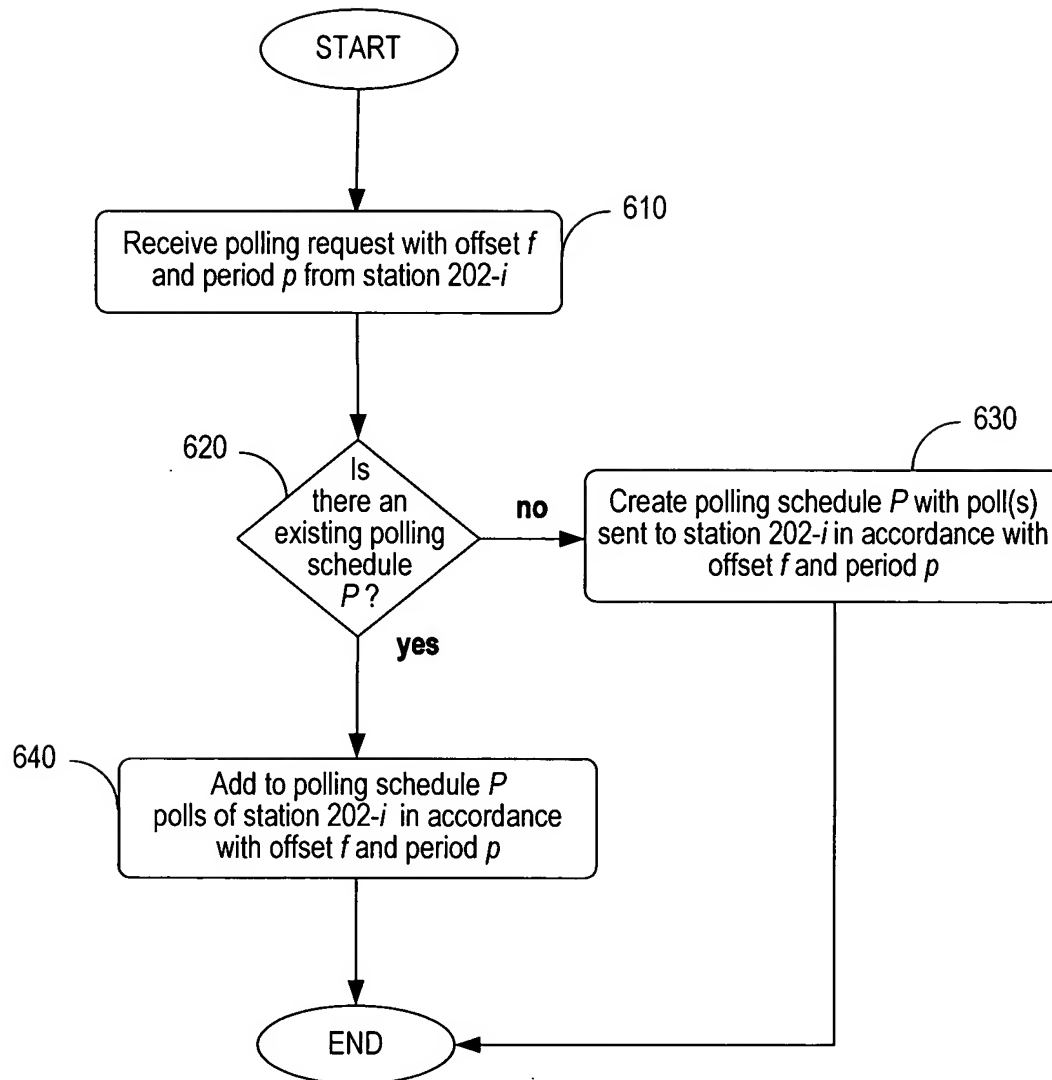 START
610
Receive polling request with offset f
and period p from station 202-i
620
Is
there an
existing polling
schedule
P?
no
yes
630
Create polling schedule P with poll(s)
sent to station 202-i in accordance with
offset f and period p
640
Add to polling schedule P
polls of station 202-i in accordance
with offset f and period p
END